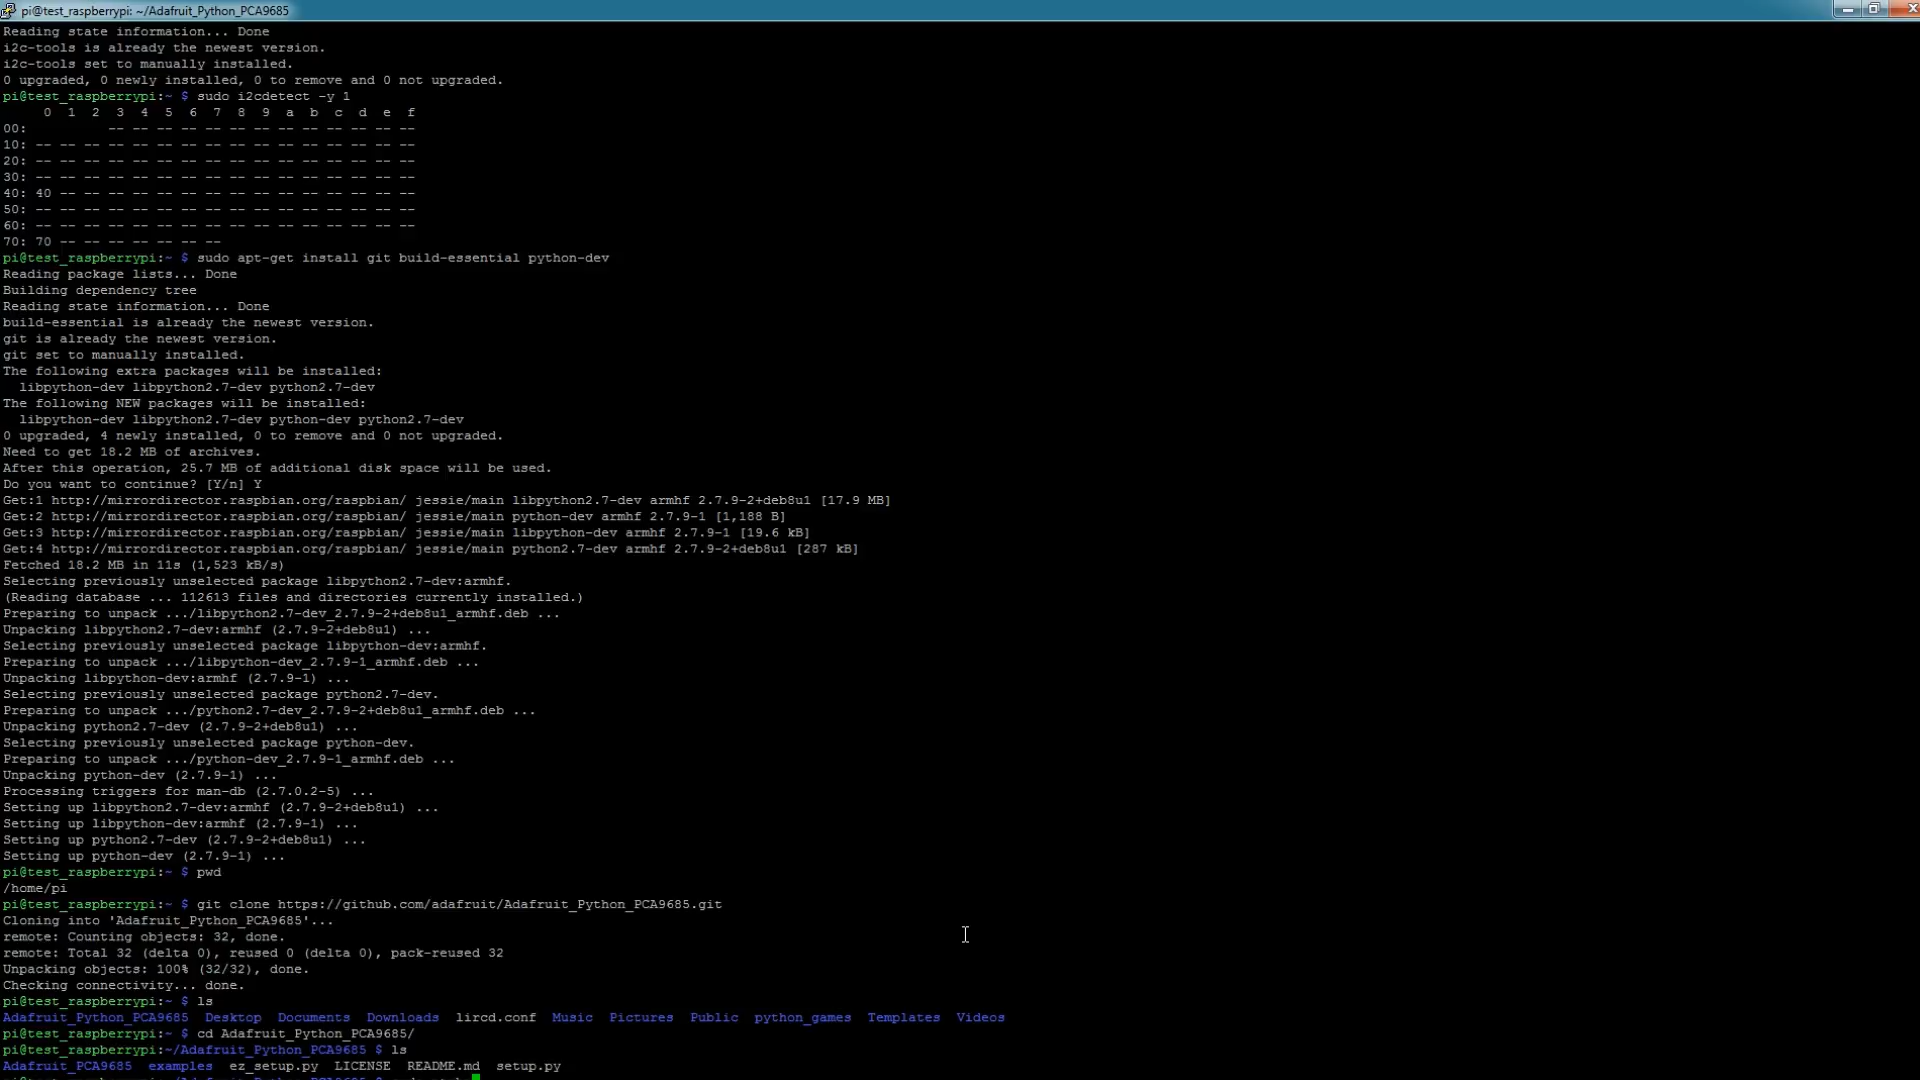 pi@test_raspberrypi: ~/Adafruit_Python_PCA9685
Reading state information... Done
i2c-tools is already the newest version.
i2c-tools set to manually installed.
0 upgraded, 0 newly installed, 0 to remove and 0 not upgraded.
pi@test_raspberrypi:~ $ sudo i2cdetect -y 1
     0  1  2  3  4  5  6  7  8  9  a  b  c  d  e  f
00:          -- -- -- -- -- -- -- -- -- -- -- -- --
10: -- -- -- -- -- -- -- -- -- -- -- -- -- -- -- --
20: -- -- -- -- -- -- -- -- -- -- -- -- -- -- -- --
30: -- -- -- -- -- -- -- -- -- -- -- -- -- -- -- --
40: 40 -- -- -- -- -- -- -- -- -- -- -- -- -- -- --
50: -- -- -- -- -- -- -- -- -- -- -- -- -- -- -- --
60: -- -- -- -- -- -- -- -- -- -- -- -- -- -- -- --
70: 70 -- -- -- -- -- -- --
pi@test_raspberrypi:~ $ sudo apt-get install git build-essential python-dev
Reading package lists... Done
Building dependency tree
Reading state information... Done
build-essential is already the newest version.
git is already the newest version.
git set to manually installed.
The following extra packages will be installed:
  libpython-dev libpython2.7-dev python2.7-dev
The following NEW packages will be installed:
  libpython-dev libpython2.7-dev python-dev python2.7-dev
0 upgraded, 4 newly installed, 0 to remove and 0 not upgraded.
Need to get 18.2 MB of archives.
After this operation, 25.7 MB of additional disk space will be used.
Do you want to continue? [Y/n] Y
Get:1 http://mirrordirector.raspbian.org/raspbian/ jessie/main libpython2.7-dev armhf 2.7.9-2+deb8u1 [17.9 MB]
Get:2 http://mirrordirector.raspbian.org/raspbian/ jessie/main python-dev armhf 2.7.9-1 [1,188 B]
Get:3 http://mirrordirector.raspbian.org/raspbian/ jessie/main libpython-dev armhf 2.7.9-1 [19.6 kB]
Get:4 http://mirrordirector.raspbian.org/raspbian/ jessie/main python2.7-dev armhf 2.7.9-2+deb8u1 [287 kB]
Fetched 18.2 MB in 11s (1,523 kB/s)
Selecting previously unselected package libpython2.7-dev:armhf.
(Reading database ... 112613 files and directories currently installed.)
Preparing to unpack .../libpython2.7-dev_2.7.9-2+deb8u1_armhf.deb ...
Unpacking libpython2.7-dev:armhf (2.7.9-2+deb8u1) ...
Selecting previously unselected package libpython-dev:armhf.
Preparing to unpack .../libpython-dev_2.7.9-1_armhf.deb ...
Unpacking libpython-dev:armhf (2.7.9-1) ...
Selecting previously unselected package python2.7-dev.
Preparing to unpack .../python2.7-dev_2.7.9-2+deb8u1_armhf.deb ...
Unpacking python2.7-dev (2.7.9-2+deb8u1) ...
Selecting previously unselected package python-dev.
Preparing to unpack .../python-dev_2.7.9-1_armhf.deb ...
Unpacking python-dev (2.7.9-1) ...
Processing triggers for man-db (2.7.0.2-5) ...
Setting up libpython2.7-dev:armhf (2.7.9-2+deb8u1) ...
Setting up libpython-dev:armhf (2.7.9-1) ...
Setting up python2.7-dev (2.7.9-2+deb8u1) ...
Setting up python-dev (2.7.9-1) ...
pi@test_raspberrypi:~ $ pwd
/home/pi
pi@test_raspberrypi:~ $ git clone https://github.com/adafruit/Adafruit_Python_PCA9685.git
Cloning into 'Adafruit_Python_PCA9685'...
remote: Counting objects: 32, done.
remote: Total 32 (delta 0), reused 0 (delta 0), pack-reused 32
Unpacking objects: 100% (32/32), done.
Checking connectivity... done.
pi@test_raspberrypi:~ $ ls
Adafruit_Python_PCA9685  Desktop  Documents  Downloads  lircd.conf  Music  Pictures  Public  python_games  Templates  Videos
pi@test_raspberrypi:~ $ cd Adafruit_Python_PCA9685/
pi@test_raspberrypi:~/Adafruit_Python_PCA9685 $ ls
Adafruit_PCA9685  examples  ez_setup.py  LICENSE  README.md  setup.py